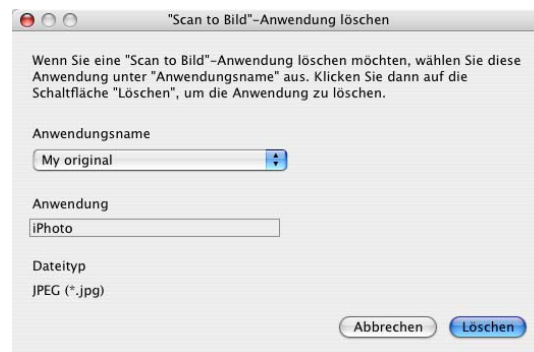 "Scan to Bild"-Anwendung löschen
Wenn Sie eine "Scan to Bild"-Anwendung löschen möchten, wählen Sie diese
Anwendung unter "Anwendungsname" aus. Klicken Sie dann auf die
Schaltfläche "Löschen", um die Anwendung zu löschen.
Anwendungsname
My original
Anwendung
iPhoto
Dateityp
JPEG (*.jpg)
Abbrechen Löschen